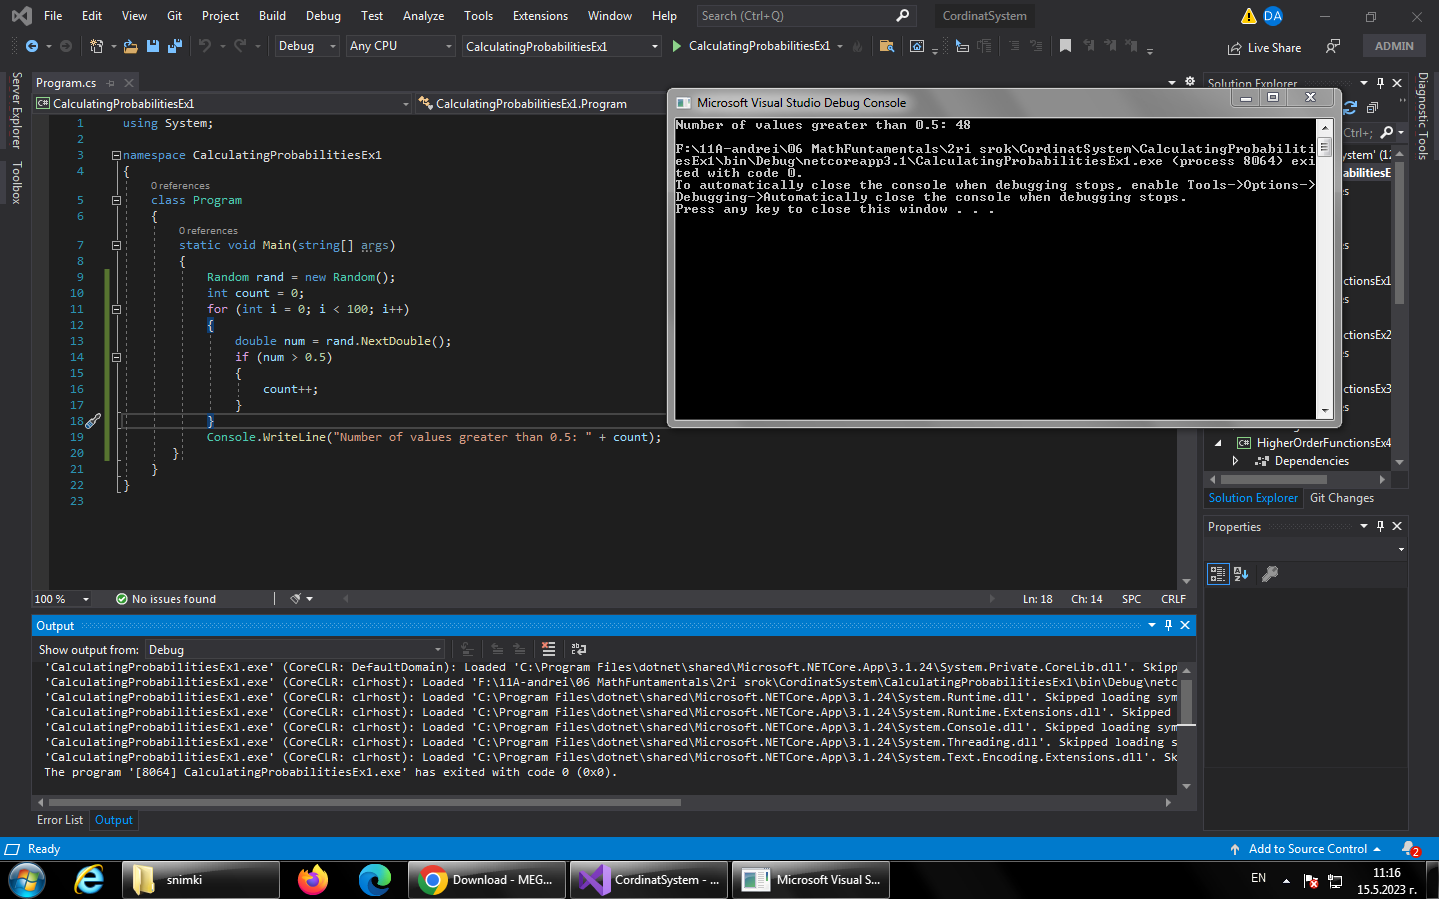 File Edit View Git Project Build Debug Test Analyze Tools Extensions Window Help Search (Ctrl+Q) CordinatSystem DA
Debug Any CPU CalculatingProbabilitiesEx1 CalculatingProbabilitiesEx1 Live Share ADMIN
Server Explorer
Toolbox
Program.cs
CalculatingProbabilitiesEx1 CalculatingProbabilitiesEx1.Program
1 using System;
2
3 namespace CalculatingProbabilitiesEx1
4 {
0 references
5 class Program
6 {
0 references
7 static void Main(string[] args)
8 {
9 Random rand = new Random();
10 int count = 0;
11 for (int i = 0; i < 100; i++)
12 {
13 double num = rand.NextDouble();
14 if (num > 0.5)
15 {
16 count++;
17 }
18 }
19 Console.WriteLine("Number of values greater than 0.5: " + count);
20 }
21 }
22 }
23
100 % No issues found Ln: 18 Ch: 14 SPC CRLF
Microsoft Visual Studio Debug Console
Number of values greater than 0.5: 48
F:\11A-andrei\06 MathFuntamentals\2ri srok\CordinatSystem\CalculatingProbabiliti
esEx1\bin\Debug\netcoreapp3.1\CalculatingProbabilitiesEx1.exe (process 8064) exi
ted with code 0.
To automatically close the console when debugging stops, enable Tools->Options->
Debugging->Automatically close the console when debugging stops.
Press any key to close this window . . .
Solution Explorer
Ctrl+;
ystem' (12
abilitiesE
es
es
ctionsEx1
es
ctionsEx2
es
ctionsEx3
es
HigherOrderFunctionsEx4
Dependencies
Solution Explorer Git Changes
Properties
Diagnostic Tools
Output
Show output from: Debug
'CalculatingProbabilitiesEx1.exe' (CoreCLR: DefaultDomain): Loaded 'C:\Program Files\dotnet\shared\Microsoft.NETCore.App\3.1.24\System.Private.CoreLib.dll'. Skipp
'CalculatingProbabilitiesEx1.exe' (CoreCLR: clrhost): Loaded 'F:\11A-andrei\06 MathFuntamentals\2ri srok\CordinatSystem\CalculatingProbabilitiesEx1\bin\Debug\netc
'CalculatingProbabilitiesEx1.exe' (CoreCLR: clrhost): Loaded 'C:\Program Files\dotnet\shared\Microsoft.NETCore.App\3.1.24\System.Runtime.dll'. Skipped loading sym
'CalculatingProbabilitiesEx1.exe' (CoreCLR: clrhost): Loaded 'C:\Program Files\dotnet\shared\Microsoft.NETCore.App\3.1.24\System.Runtime.Extensions.dll'. Skipped
'CalculatingProbabilitiesEx1.exe' (CoreCLR: clrhost): Loaded 'C:\Program Files\dotnet\shared\Microsoft.NETCore.App\3.1.24\System.Console.dll'. Skipped loading sym
'CalculatingProbabilitiesEx1.exe' (CoreCLR: clrhost): Loaded 'C:\Program Files\dotnet\shared\Microsoft.NETCore.App\3.1.24\System.Threading.dll'. Skipped loading s
'CalculatingProbabilitiesEx1.exe' (CoreCLR: clrhost): Loaded 'C:\Program Files\dotnet\shared\Microsoft.NETCore.App\3.1.24\System.Text.Encoding.Extensions.dll'. Sk
The program '[8064] CalculatingProbabilitiesEx1.exe' has exited with code 0 (0x0).
Error List Output
Ready Add to Source Control 2
snimki Download - MEG... CordinatSystem - ... Microsoft Visual S... EN 11:16
15.5.2023 г.